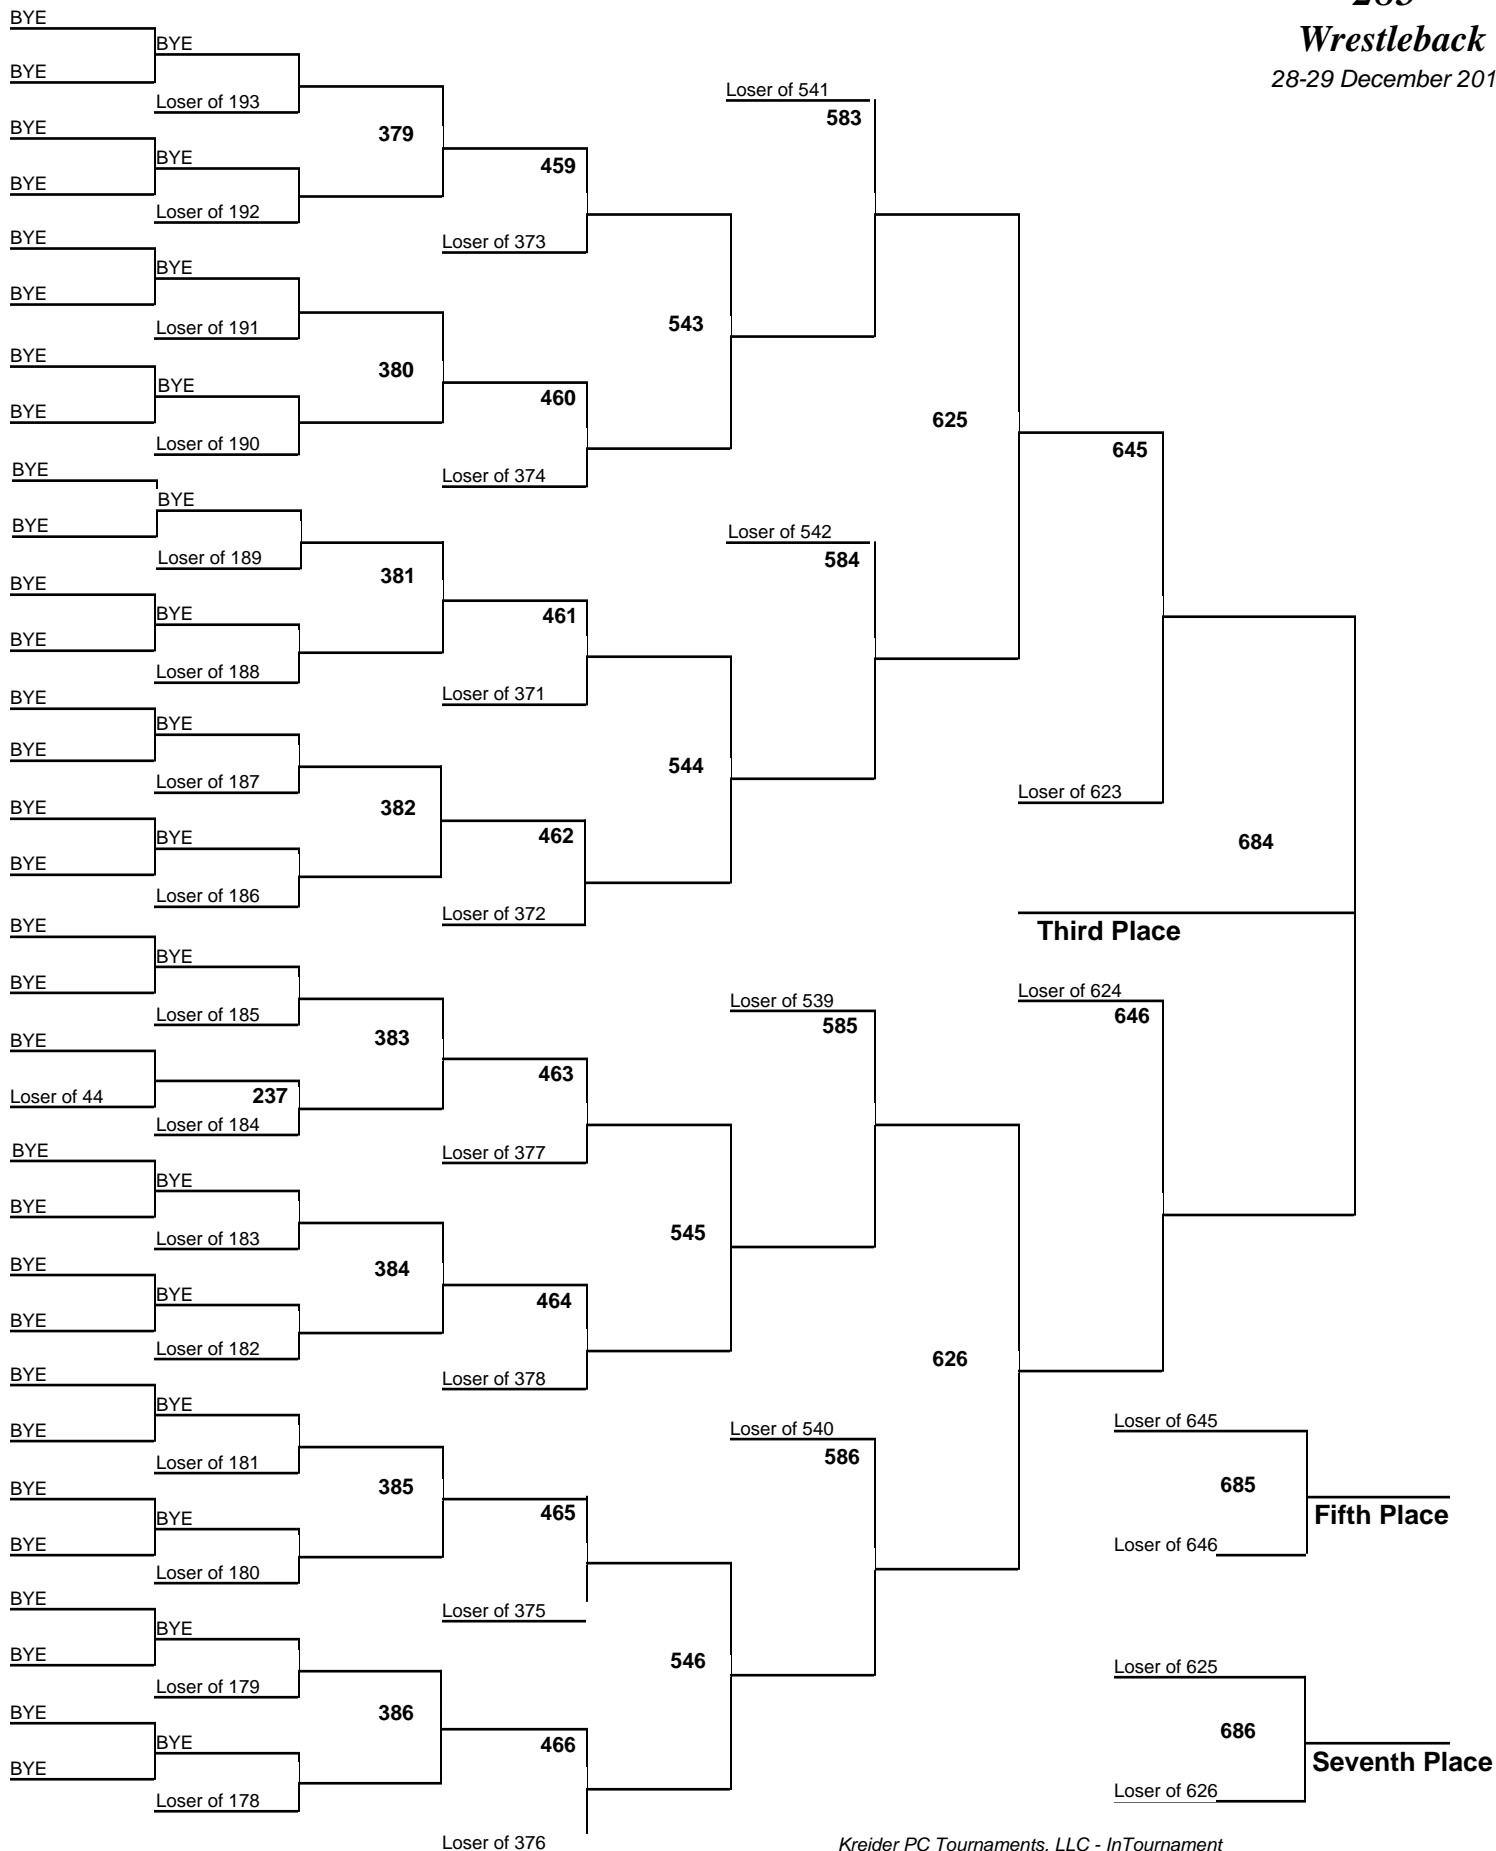 285
Wrestleback
28-29 December 201
BYE
BYE
BYE
Loser of 193
Loser of 541
583
BYE
379
BYE
459
BYE
Loser of 192
BYE
Loser of 373
BYE
BYE
Loser of 191
543
BYE
380
BYE
460
BYE
625
Loser of 190
645
BYE
Loser of 374
BYE
BYE
Loser of 542
Loser of 189
584
381
BYE
BYE
461
BYE
Loser of 188
BYE
Loser of 371
BYE
BYE
544
Loser of 187
Loser of 623
BYE
382
BYE
462
684
BYE
Loser of 186
Loser of 372
BYE
Third Place
BYE
BYE
Loser of 624
Loser of 539
Loser of 185
646
585
383
BYE
463
Loser of 44
237
Loser of 184
BYE
Loser of 377
BYE
BYE
545
Loser of 183
BYE
384
BYE
464
BYE
Loser of 182
626
BYE
Loser of 378
BYE
Loser of 645
BYE
Loser of 540
586
Loser of 181
BYE
385
685
465
Fifth Place
BYE
BYE
Loser of 646
Loser of 180
BYE
Loser of 375
BYE
BYE
546
Loser of 625
Loser of 179
BYE
386
686
BYE
466
Seventh Place
BYE
Loser of 626
Loser of 178
Loser of 376
Kreider PC Tournaments, LLC - InTournament